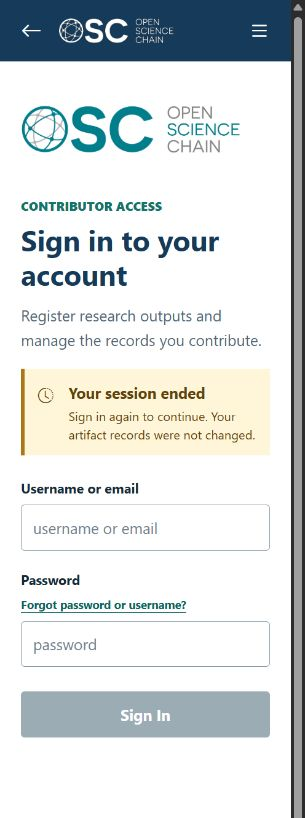 OSC OPEN
SCIENCE
CHAIN
OSC OPEN
SCIENCE
CHAIN
CONTRIBUTOR ACCESS
Sign in to your
account
Register research outputs and
manage the records you contribute.
Your session ended
Sign in again to continue. Your
artifact records were not changed.
Username or email
username or email
Password
Forgot password or username?
password
Sign In